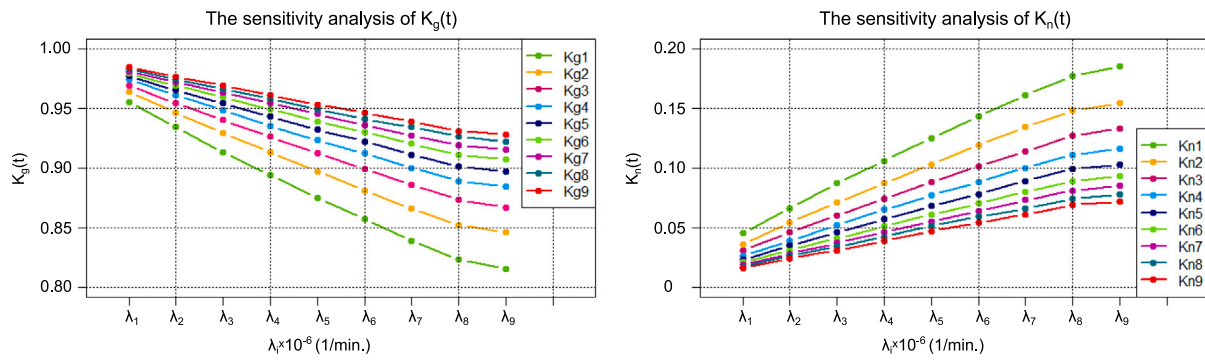 The sensitivity analysis of Kg(t)
Kg(t)
1.00
0.95
0.90
0.85
0.80
λ1 λ2 λ3 λ4 λ5 λ6 λ7 λ8 λ9
λi×10-6 (1/min.)
Kg1
Kg2
Kg3
Kg4
Kg5
Kg6
Kg7
Kg8
Kg9
The sensitivity analysis of Kn(t)
Kn(t)
0.20
0.15
0.10
0.05
0
λ1 λ2 λ3 λ4 λ5 λ6 λ7 λ8 λ9
λi×10-6 (1/min.)
Kn1
Kn2
Kn3
Kn4
Kn5
Kn6
Kn7
Kn8
Kn9